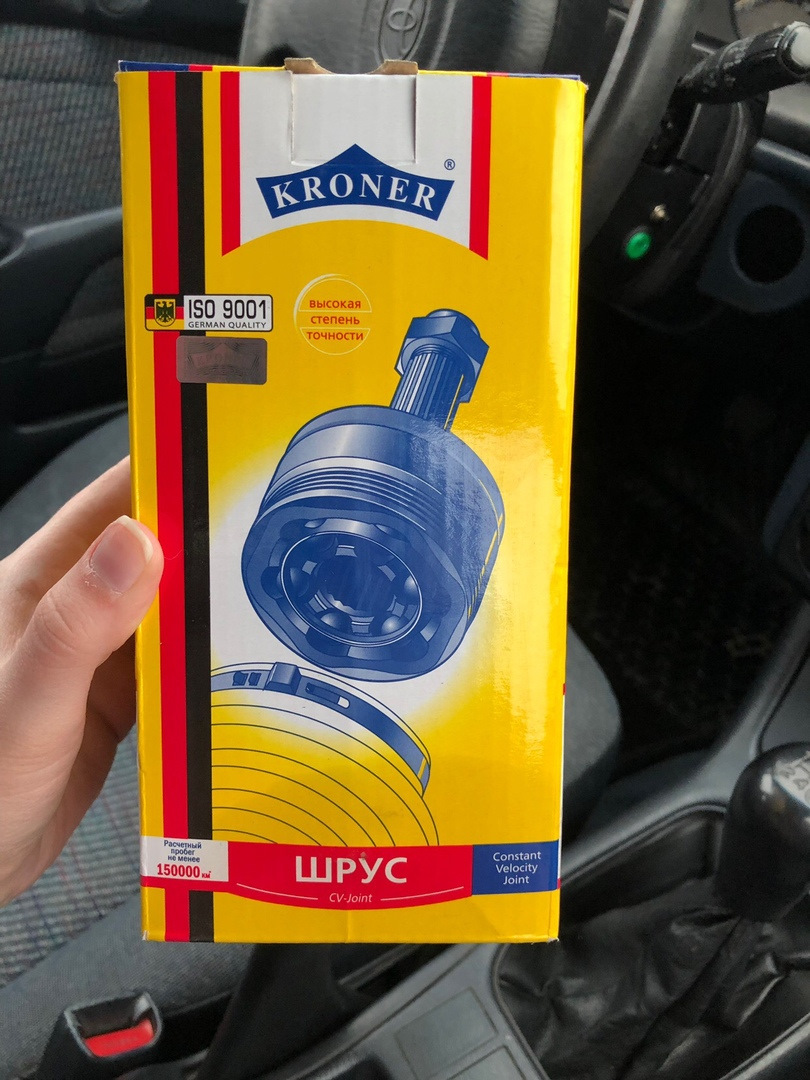 KRONER ®
ISO 9001
GERMAN QUALITY
высокая
степень
точности
Расчетный
пробег
не менее
150000 км
ШРУС
CV-Joint
Constant
Velocity
Joint